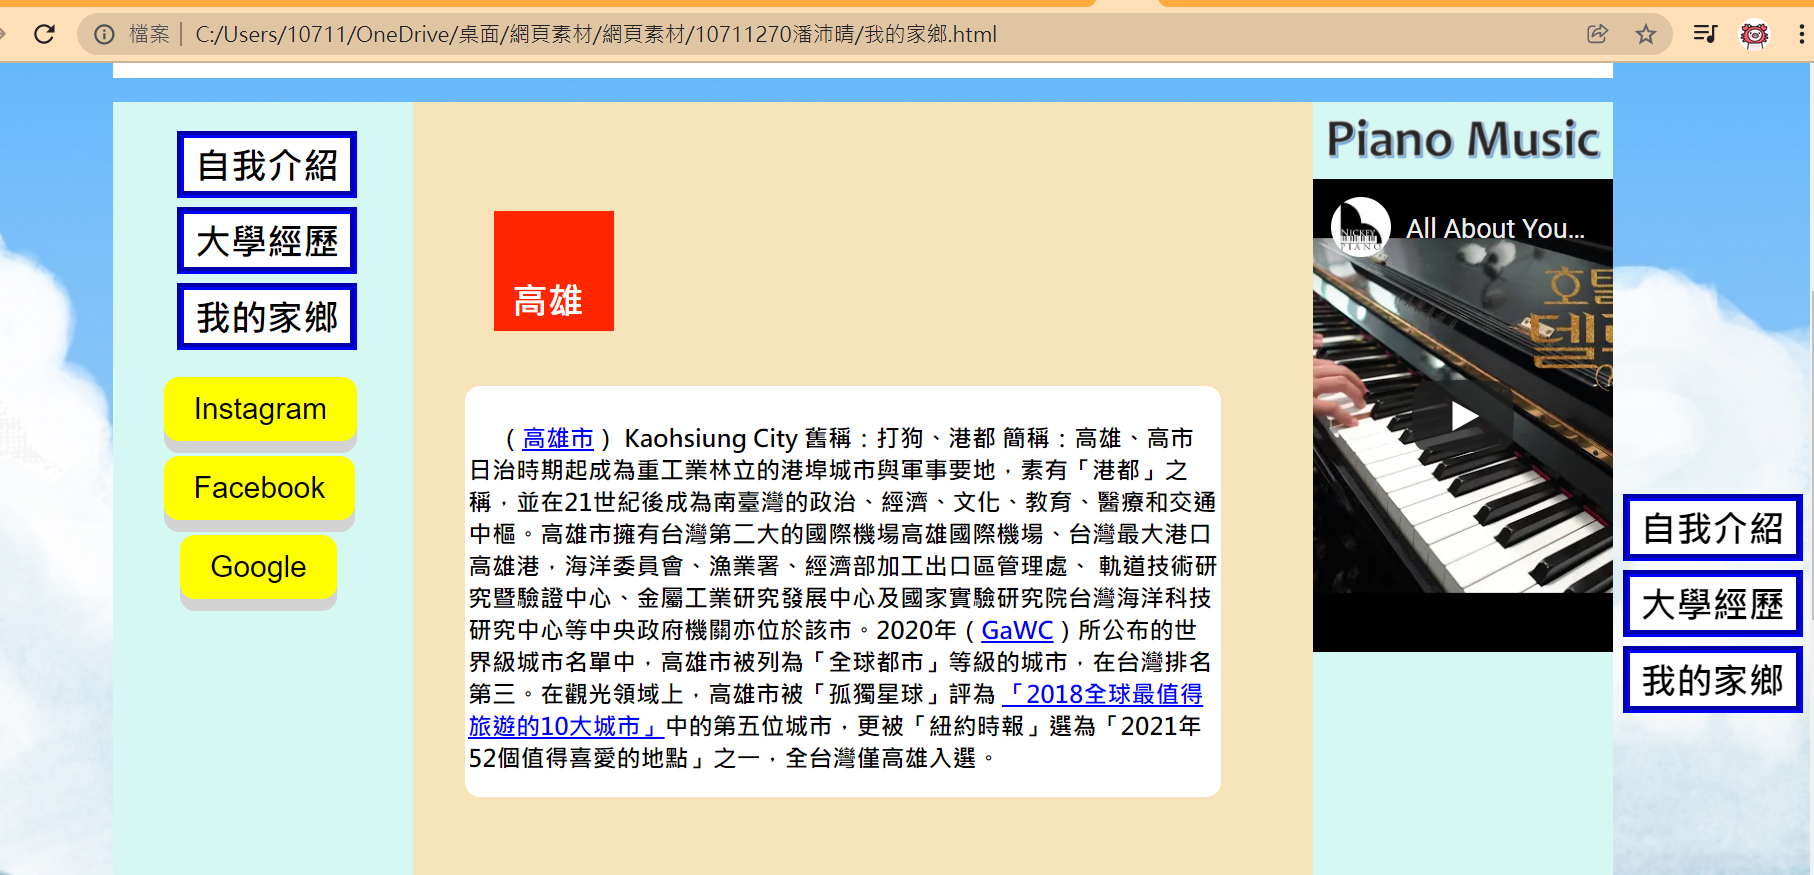 檔案 | C:/Users/10711/OneDrive/桌面/網頁素材/網頁素材/10711270潘沛晴/我的家鄉.html
自我介紹
大學經歷
我的家鄉
Instagram
Facebook
Google
高雄
（高雄市） Kaohsiung City 舊稱：打狗、港都 簡稱：高雄、高市
日治時期起成為重工業林立的港埠城市與軍事要地，素有「港都」之
稱，並在21世紀後成為南臺灣的政治、經濟、文化、教育、醫療和交通
中樞。高雄市擁有台灣第二大的國際機場高雄國際機場、台灣最大港口
高雄港，海洋委員會、漁業署、經濟部加工出口區管理處、 軌道技術研
究暨驗證中心、金屬工業研究發展中心及國家實驗研究院台灣海洋科技
研究中心等中央政府機關亦位於該市。2020年（GaWC）所公布的世
界級城市名單中，高雄市被列為「全球都市」等級的城市，在台灣排名
第三。在觀光領域上，高雄市被「孤獨星球」評為 「2018全球最值得
旅遊的10大城市」中的第五位城市，更被「紐約時報」選為「2021年
52個值得喜愛的地點」之一，全台灣僅高雄入選。
Piano Music
NICKEY
PIANO
All About You...
호텔
델루
自我介紹
大學經歷
我的家鄉